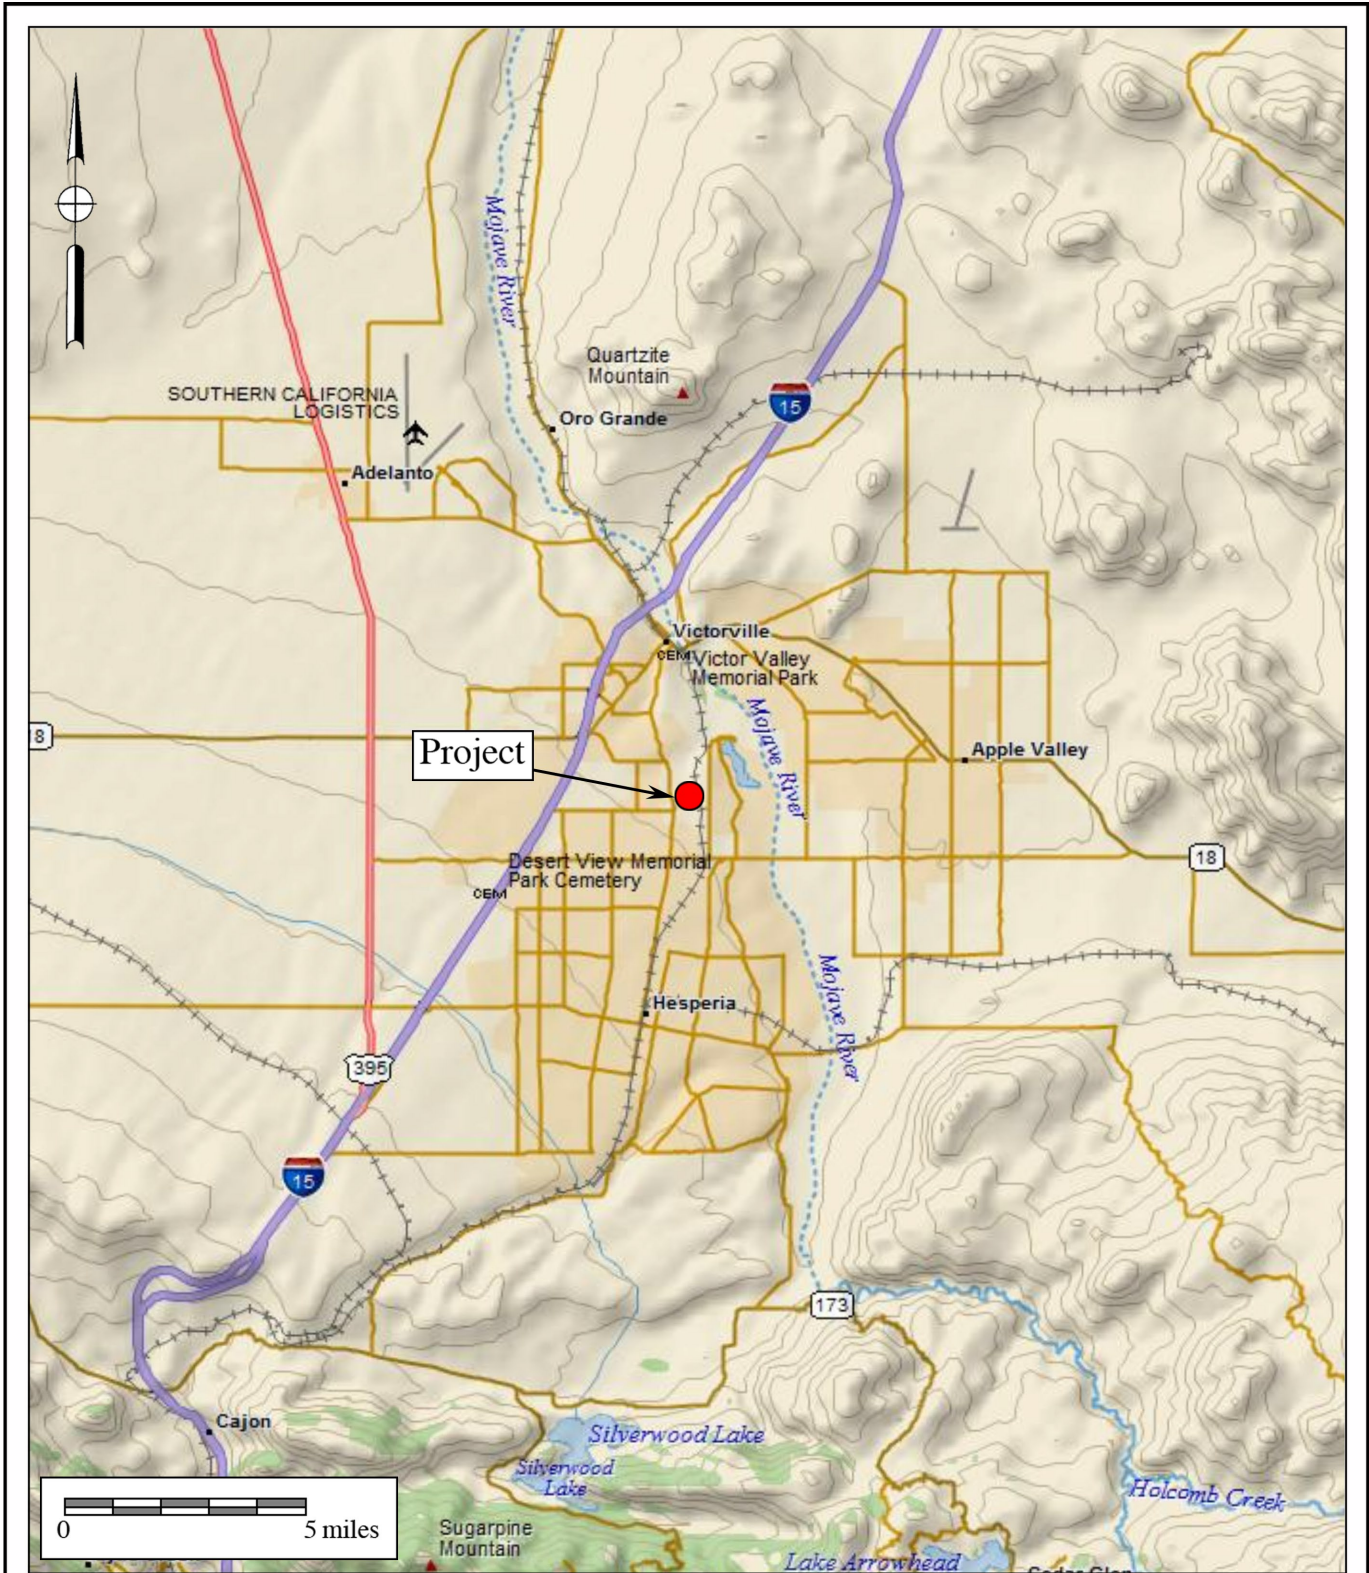 Mojave River
Quartzite
Mountain
SOUTHERN CALIFORNIA
LOGISTICS
15
Oro Grande
Adelanto
Victorville
CEM
Victor Valley
Memorial Park
Mojave River
18
Project
Apple Valley
18
Desert View Memorial
Park Cemetery
CEM
Mojave River
Hesperia
395
15
173
Cajon
Silverwood Lake
Silverwood
Lake
Holcomb Creek
0
5 miles
Sugarpine
Mountain
Lake Arrowhead